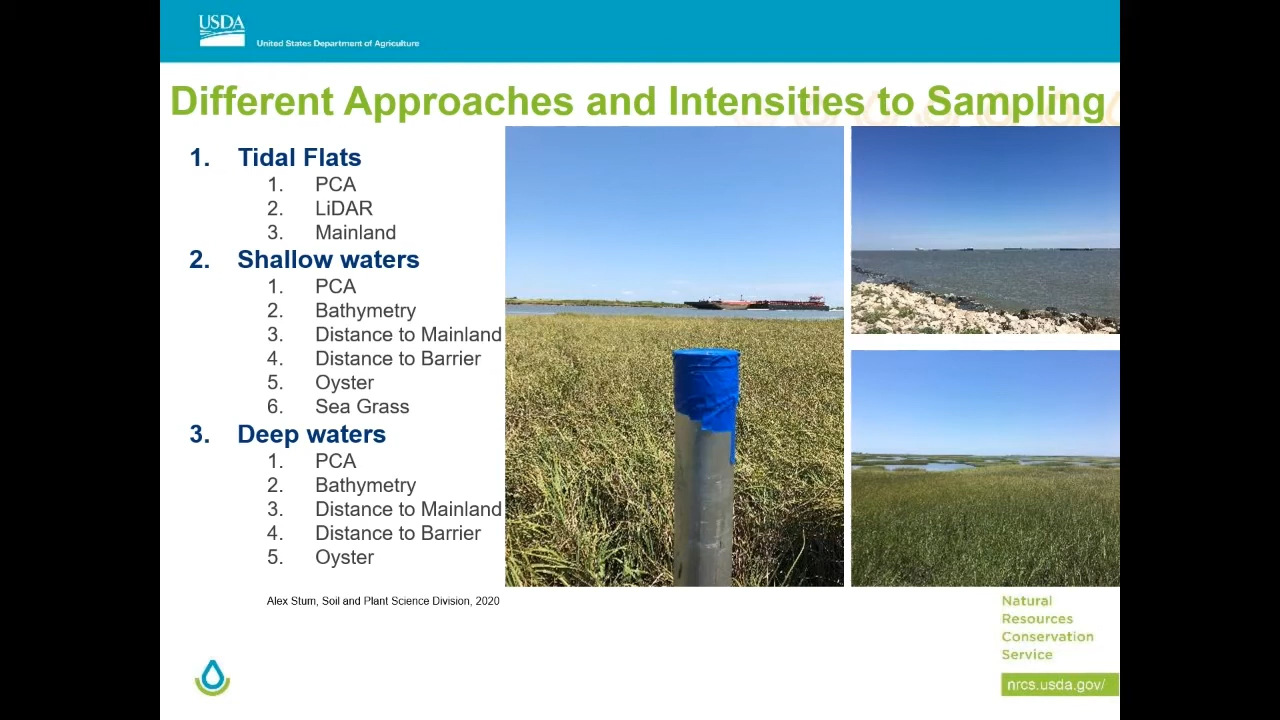 USDA
United States Department of Agriculture
Different Approaches and Intensities to Sampling
1. Tidal Flats
1. PCA
2. LiDAR
3. Mainland
2. Shallow waters
1. PCA
2. Bathymetry
3. Distance to Mainland
4. Distance to Barrier
5. Oyster
6. Sea Grass
3. Deep waters
1. PCA
2. Bathymetry
3. Distance to Mainland
4. Distance to Barrier
5. Oyster
Alex Stum, Soil and Plant Science Division, 2020
Natural
Resources
Conservation
Service
nrcs.usda.gov/